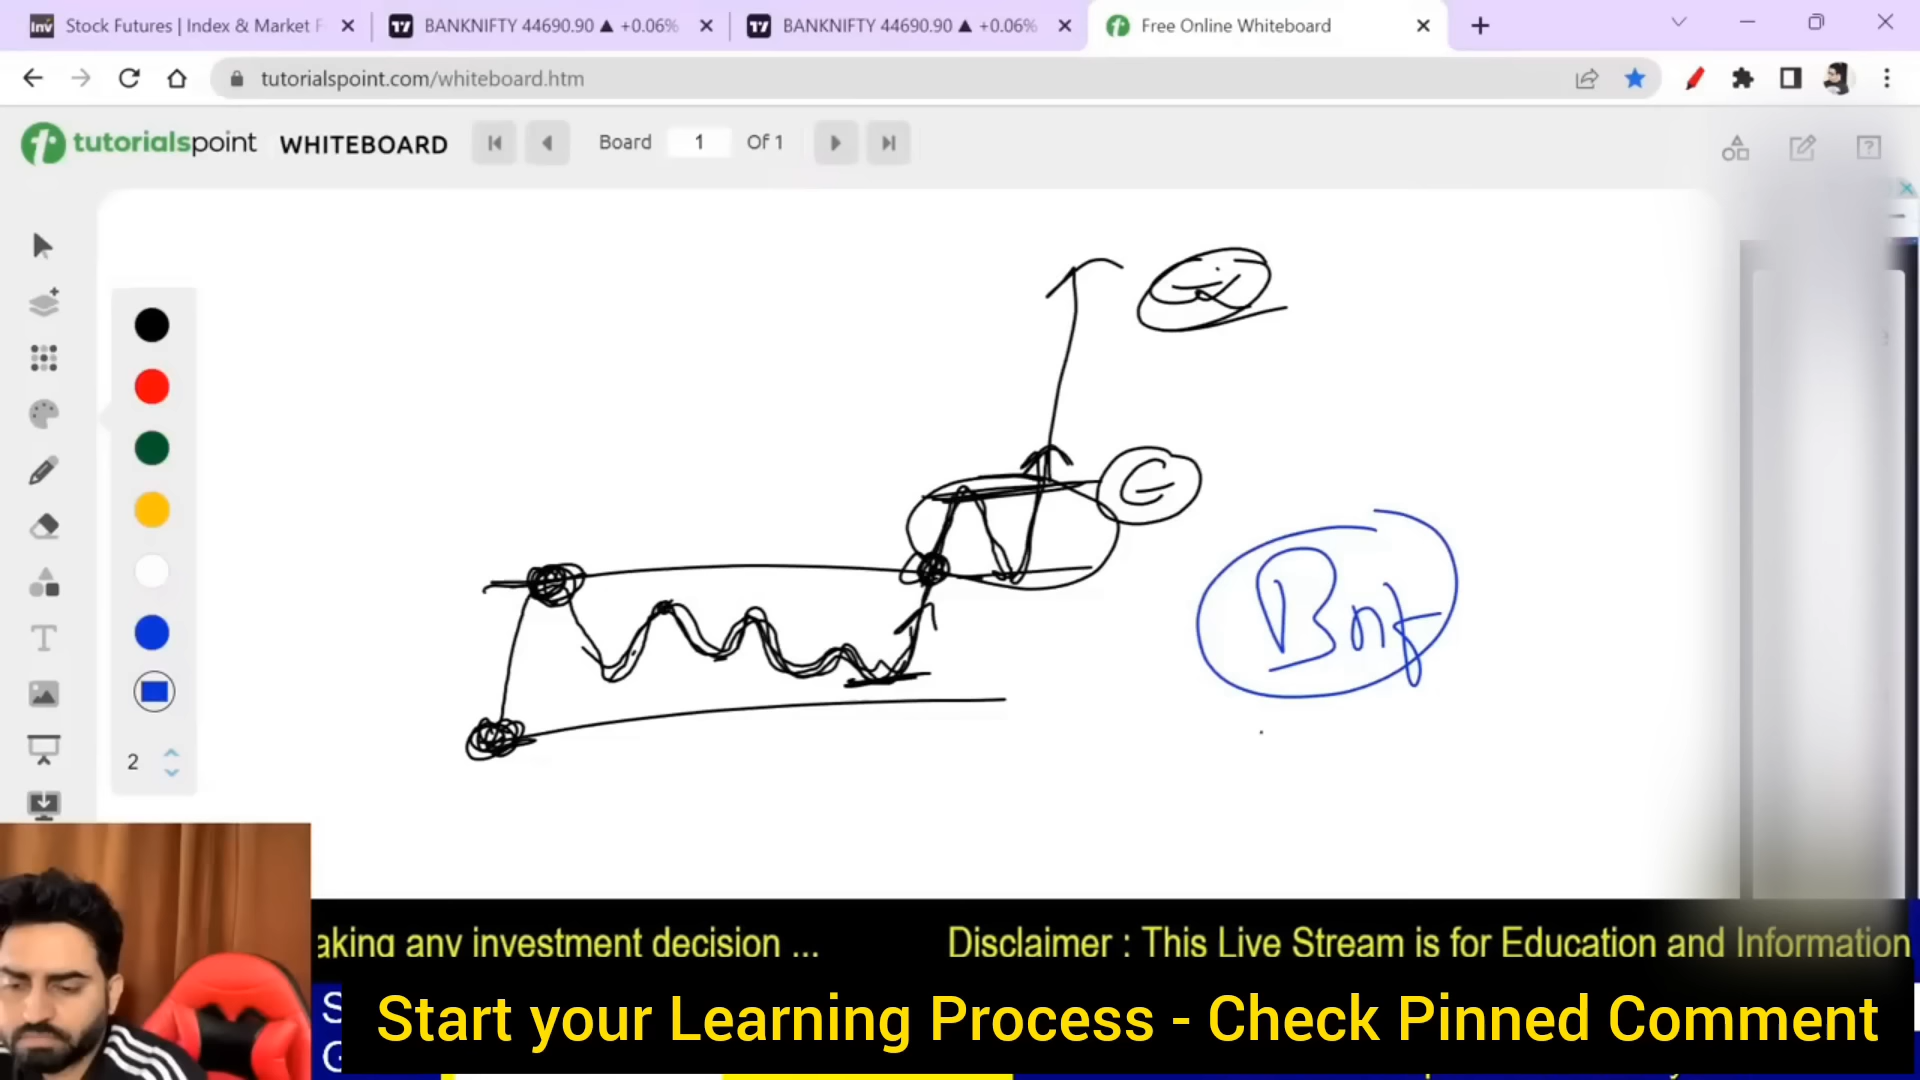 Stock Futures | Index & Market F
BANKNIFTY 44690.90 ▲ +0.06%
BANKNIFTY 44690.90 ▲ +0.06%
Free Online Whiteboard
tutorialspoint.com/whiteboard.htm
tutorialspoint WHITEBOARD Board 1 Of 1
Bnf
2
aking any investment decision ... Disclaimer : This Live Stream is for Education and Information
Start your Learning Process - Check Pinned Comment